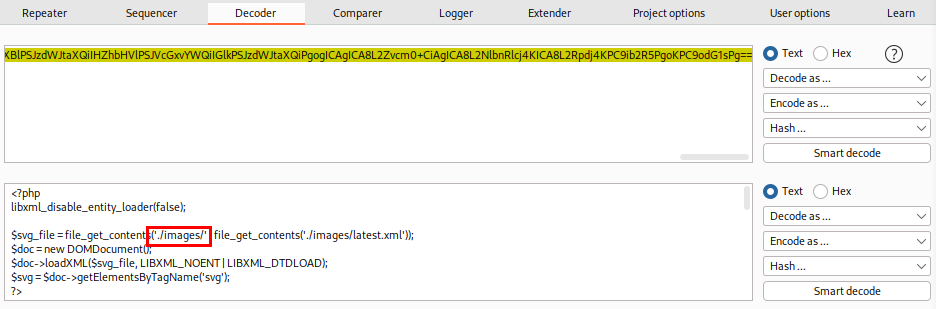 Repeater Sequencer Decoder Comparer Logger Extender Project options User options Learn
XBlPSJzdWJtaXQiIHZhbHVlPSJVcGxvYWQiIGlkPSJzdWJtaXQiPgogICAgICA8L2Zvcm0+CiAgICA8L2NlbnRlcj4KICA8L2Rpdj4KPC9ib2R5PgoKPC9odG1sPg==
Text Hex ?
Decode as ...
Encode as ...
Hash ...
Smart decode
<?php
libxml_disable_entity_loader(false);
$svg_file = file_get_contents('./images/' file_get_contents('./images/latest.xml'));
$doc = new DOMDocument();
$doc->loadXML($svg_file, LIBXML_NOENT | LIBXML_DTDLOAD);
$svg = $doc->getElementsByTagName('svg');
?>
Text Hex
Decode as ...
Encode as ...
Hash ...
Smart decode